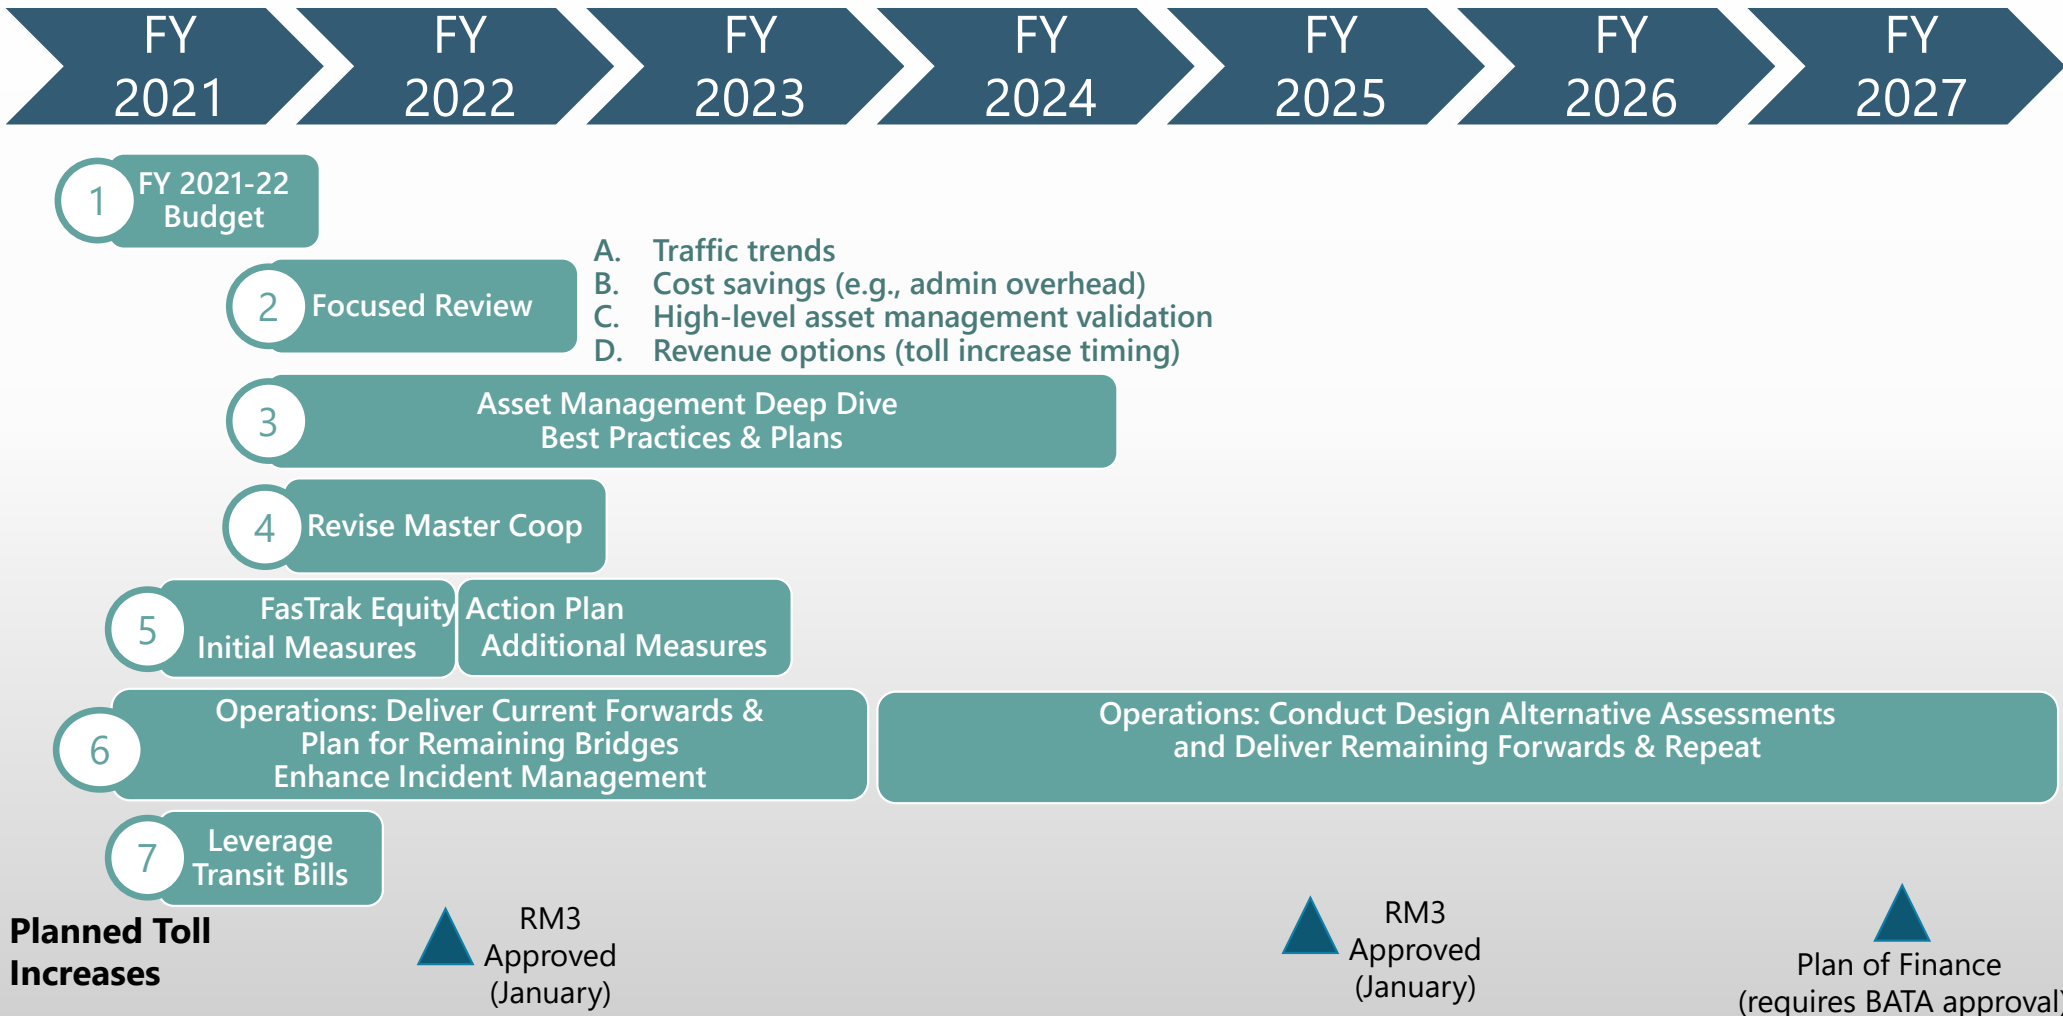 FY
2021
FY
2022
FY
2023
FY
2024
FY
2025
FY
2026
FY
2027
1
FY 2021-22
Budget
2
Focused Review
A. Traffic trends
B. Cost savings (e.g., admin overhead)
C. High-level asset management validation
D. Revenue options (toll increase timing)
3
Asset Management Deep Dive
Best Practices & Plans
4
Revise Master Coop
5
FasTrak Equity Action Plan
Initial Measures
Additional Measures
6
Operations: Deliver Current Forwards &
Plan for Remaining Bridges
Enhance Incident Management
Operations: Conduct Design Alternative Assessments
and Deliver Remaining Forwards & Repeat
7
Leverage
Transit Bills
Planned Toll
Increases
RM3
Approved
(January)
RM3
Approved
(January)
Plan of Finance
(requires BATA approval)